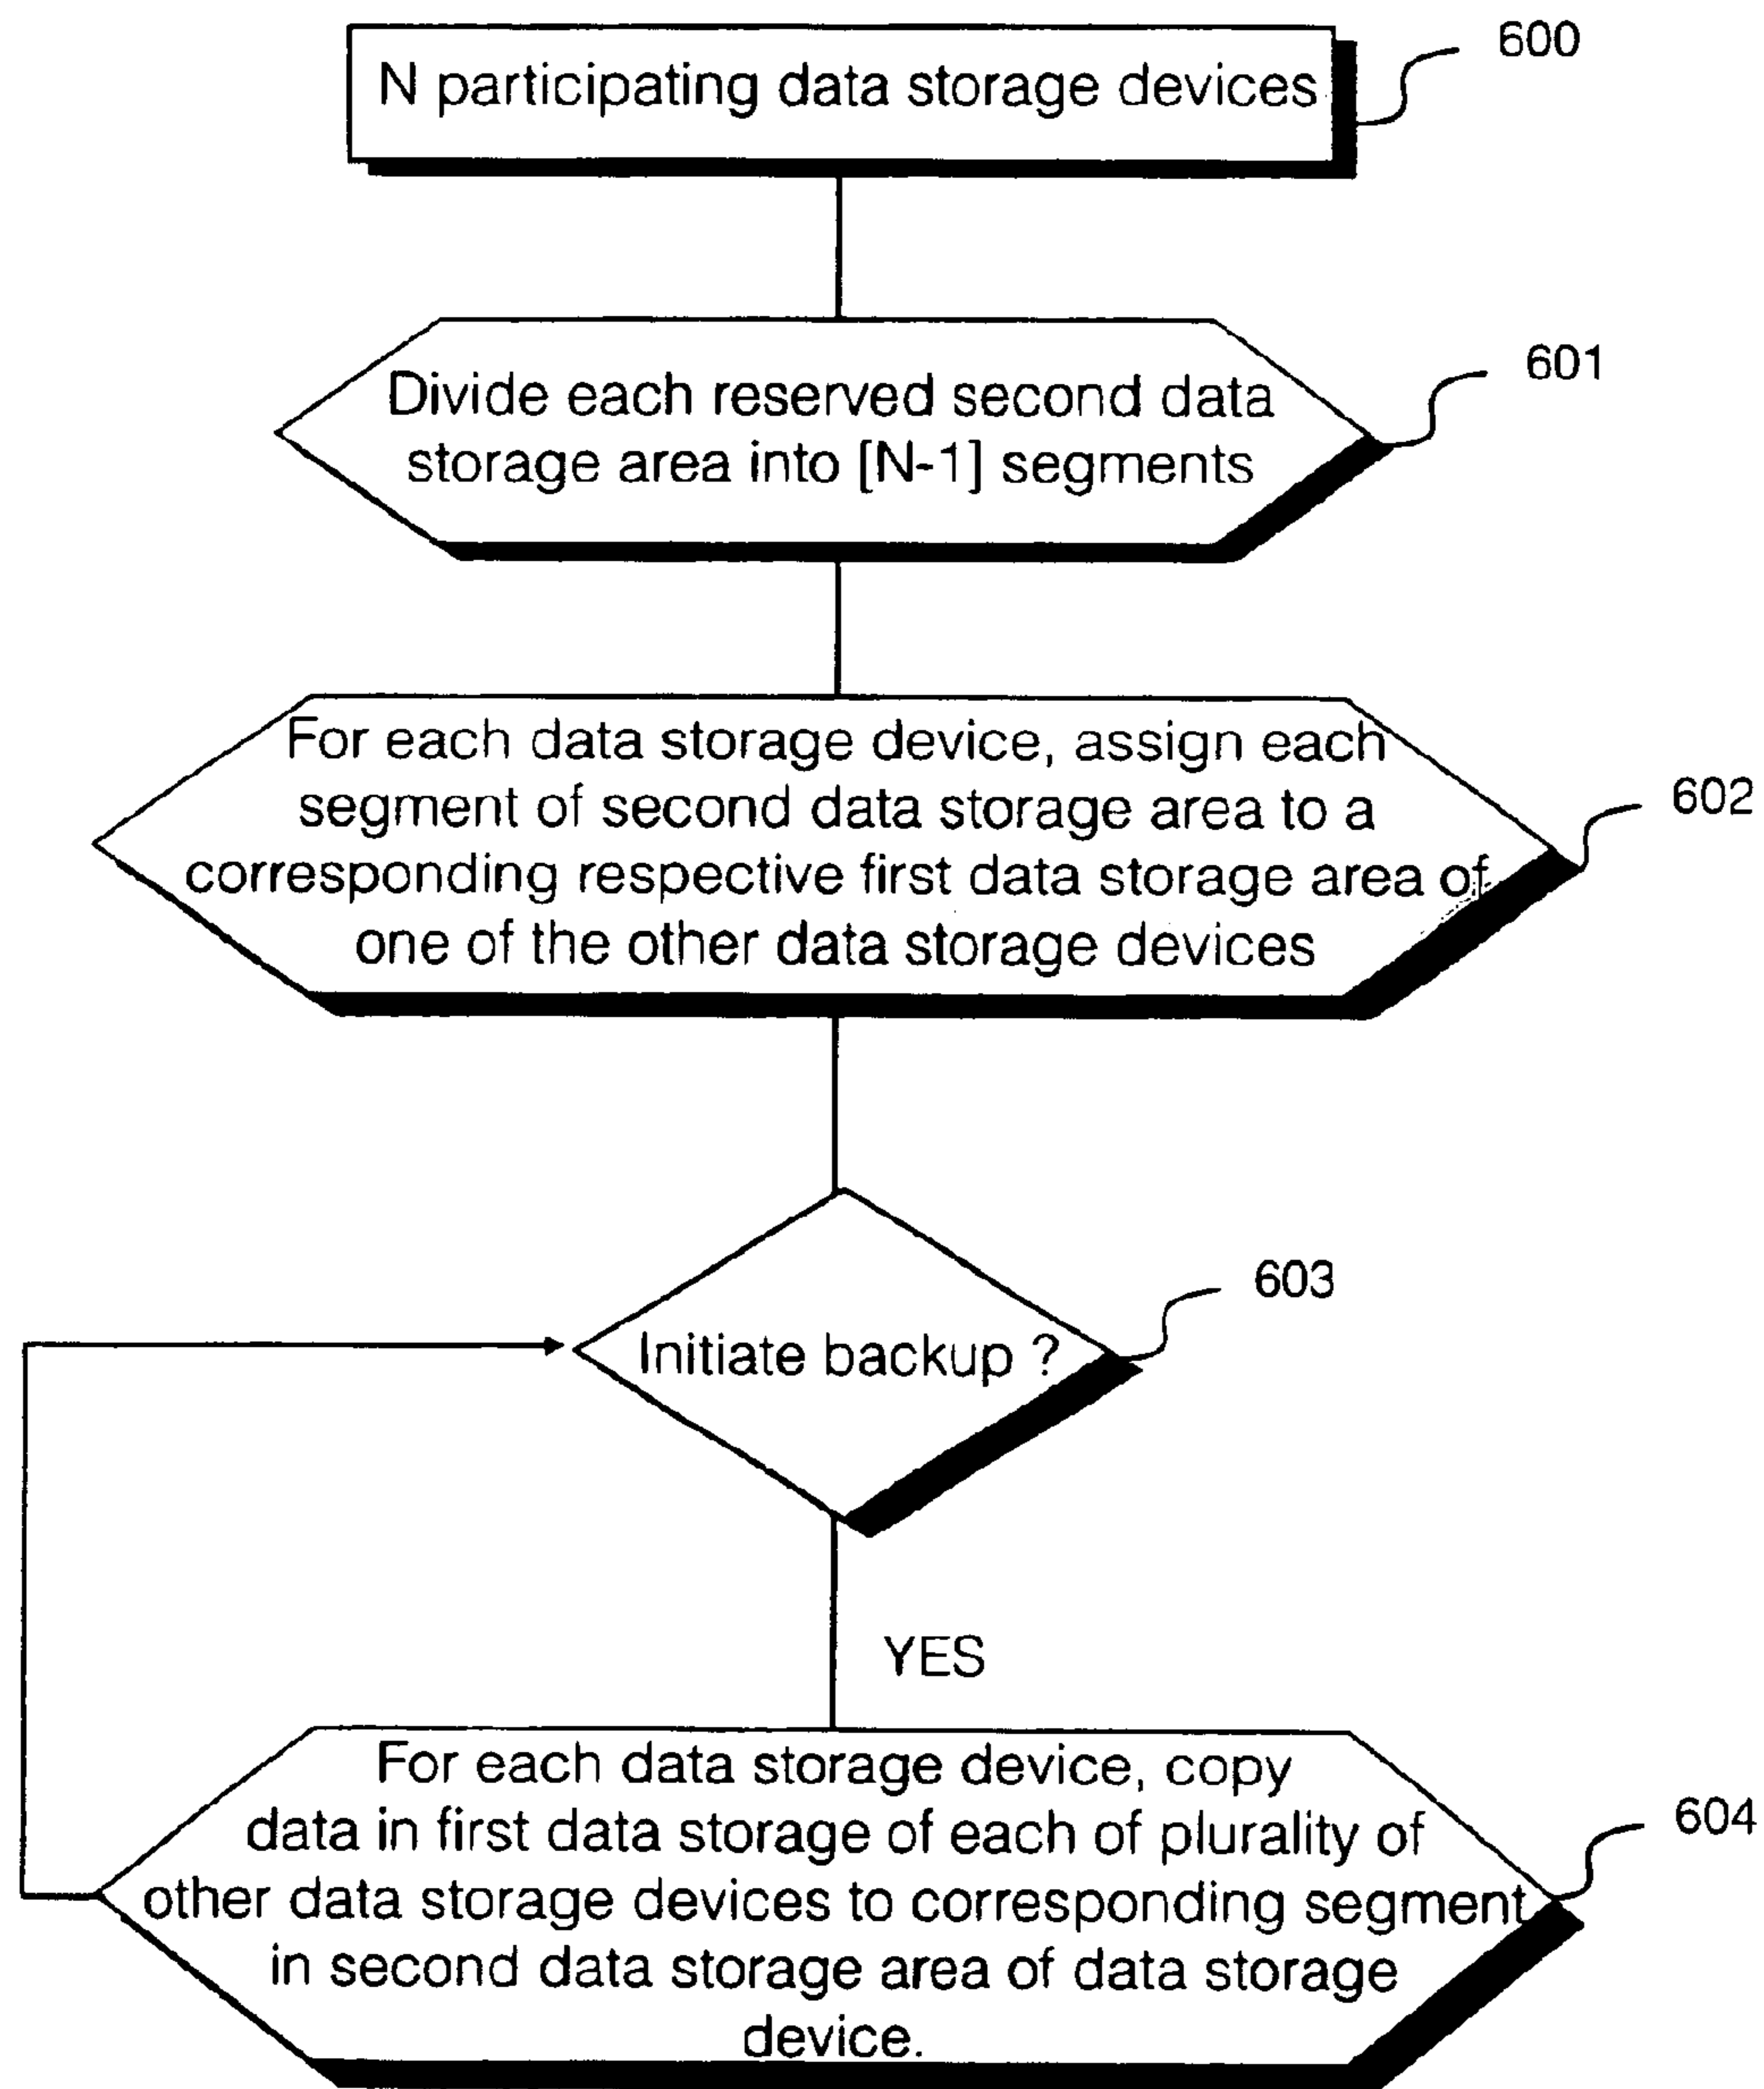 N participating data storage devices
600
Divide each reserved second data
storage area into [N-1] segments
601
For each data storage device, assign each
segment of second data storage area to a
corresponding respective first data storage area of
one of the other data storage devices
602
Initiate backup ?
603
YES
For each data storage device, copy
data in first data storage of each of plurality of
other data storage devices to corresponding segment
in second data storage area of data storage
device.
604